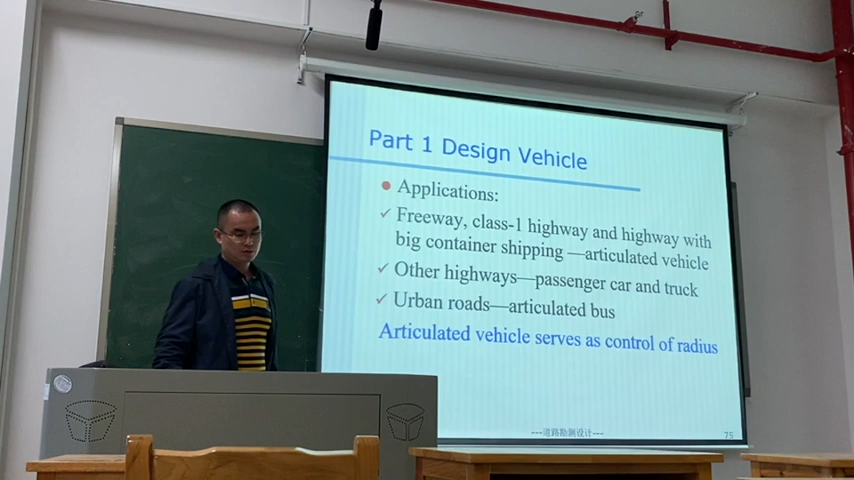 Part 1 Design Vehicle
Applications:
Freeway, class-1 highway and highway with
big container shipping —articulated vehicle
Other highways—passenger car and truck
Urban roads—articulated bus
Articulated vehicle serves as control of radius
---道路勘测设计---
75